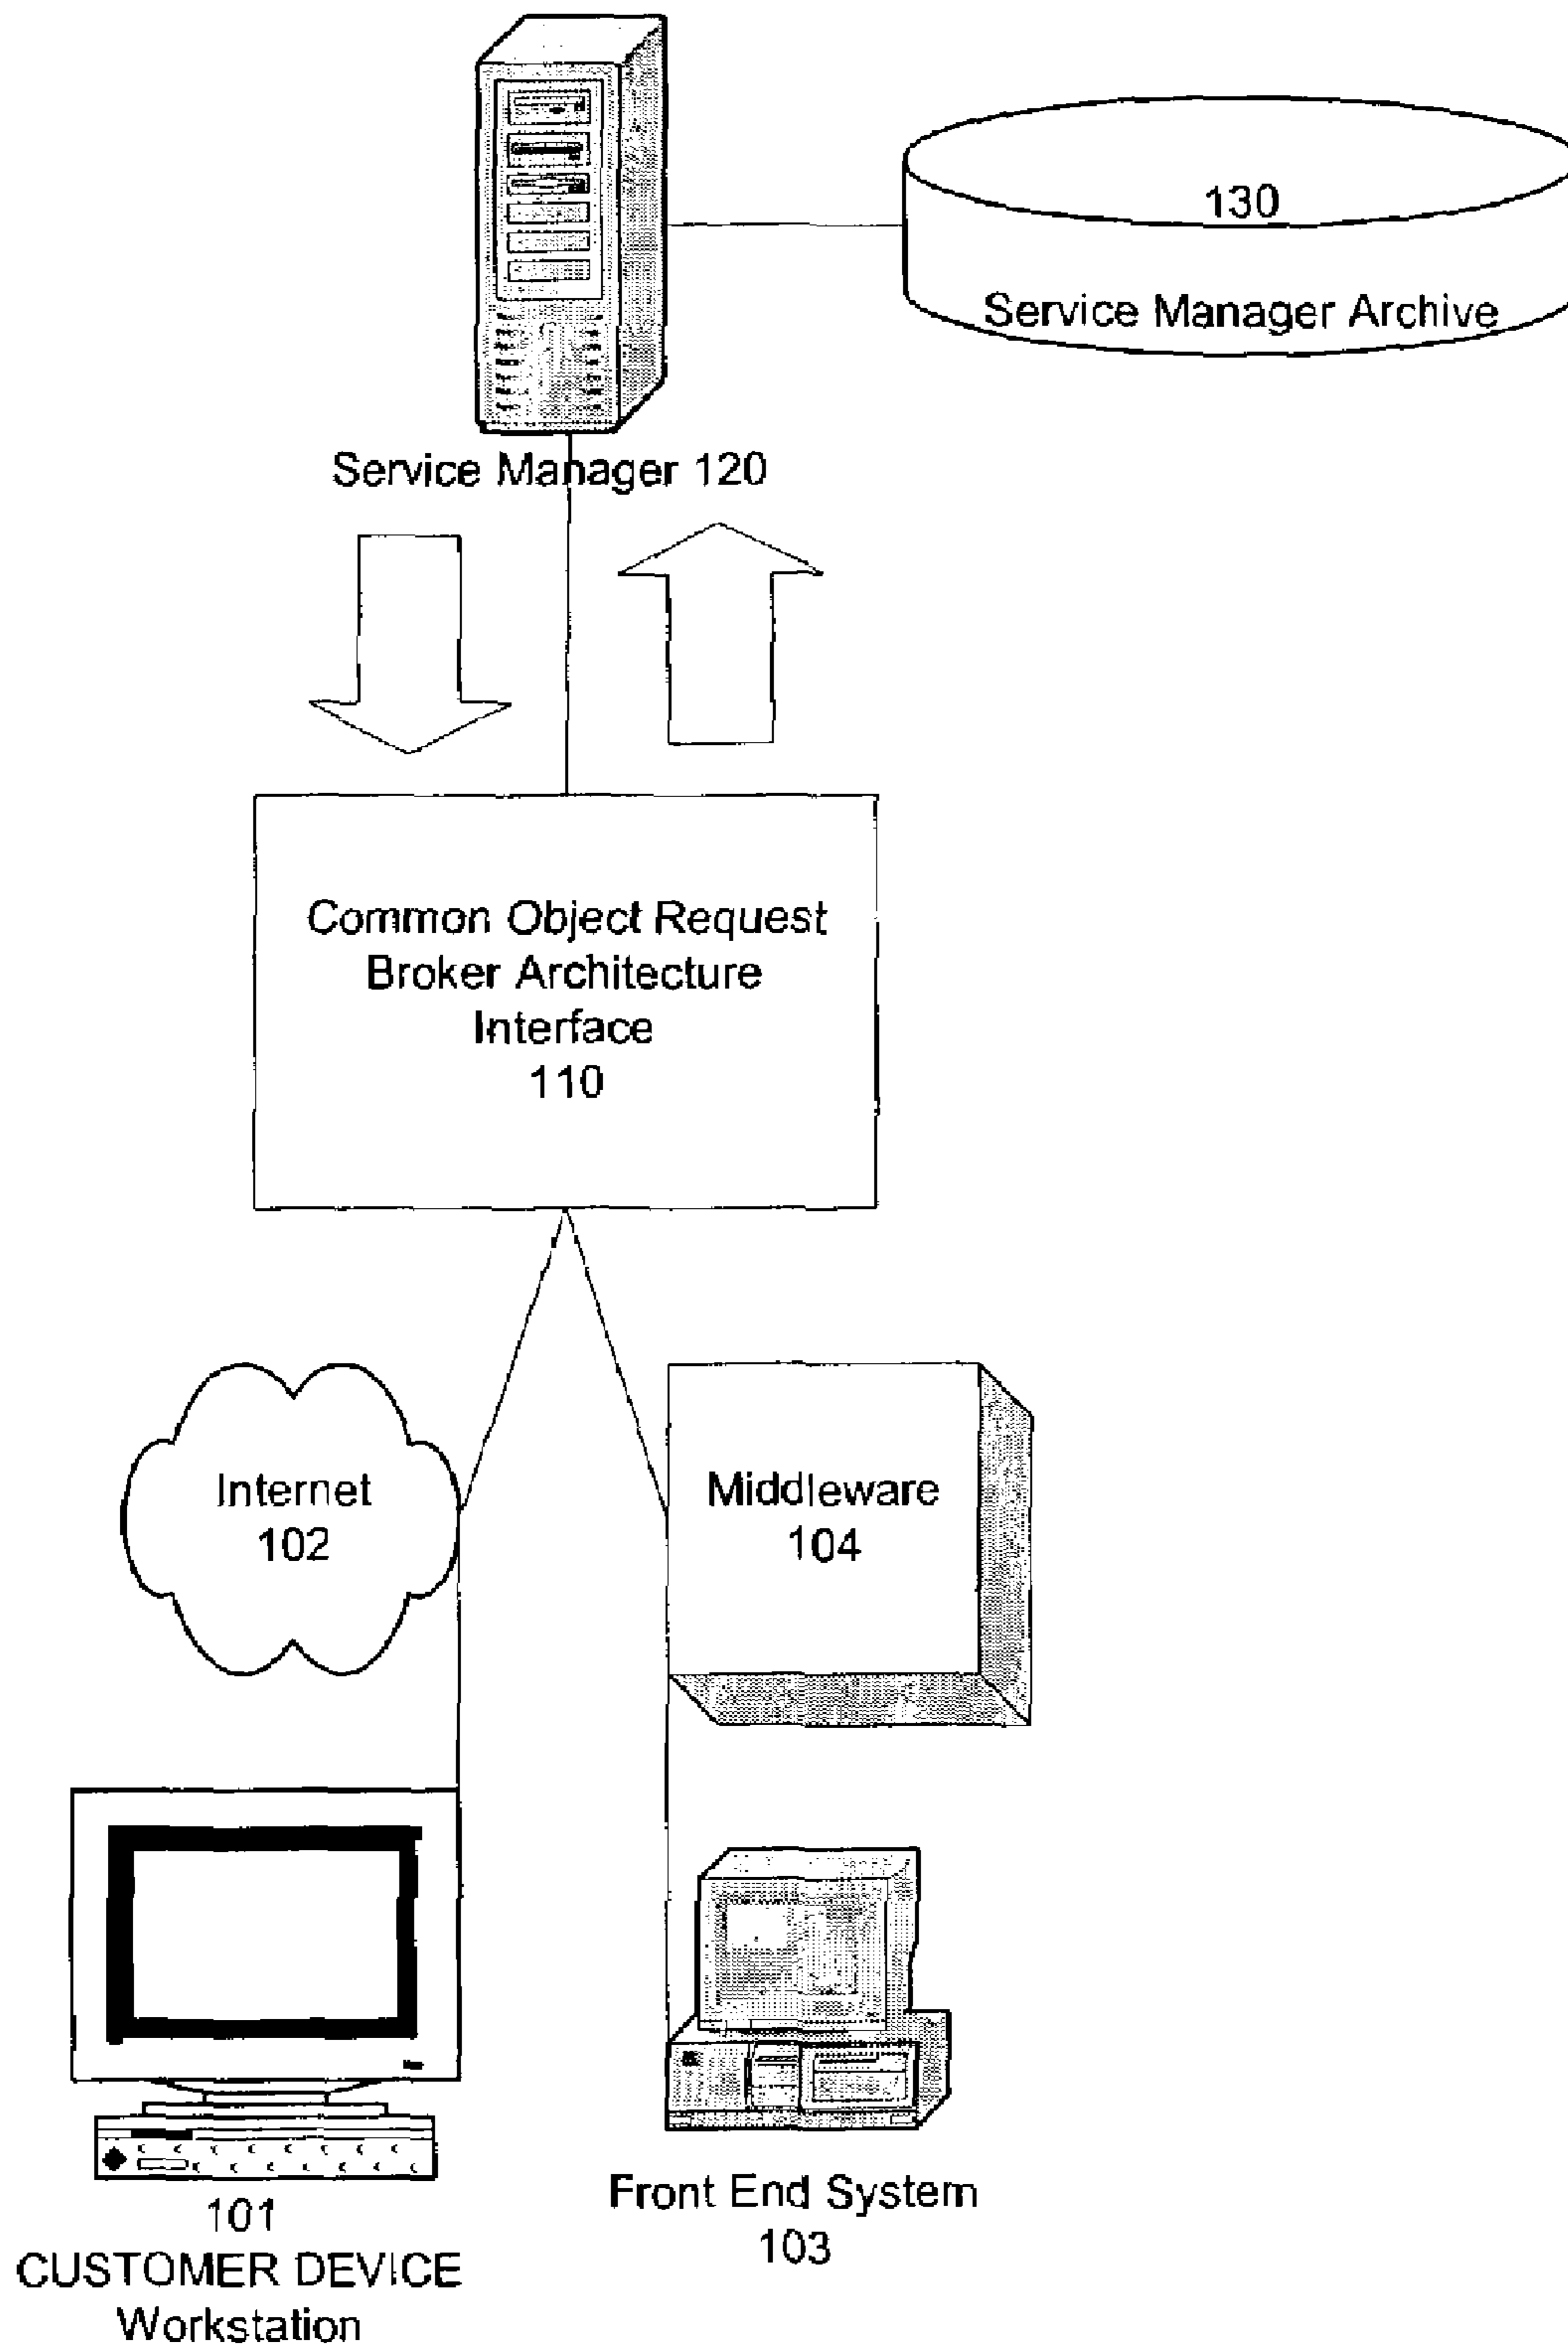 130
Service Manager Archive
Service Manager 120
Common Object Request
Broker Architecture
Interface
110
Internet
102
Middleware
104
101
CUSTOMER DEVICE
Workstation
Front End System
103